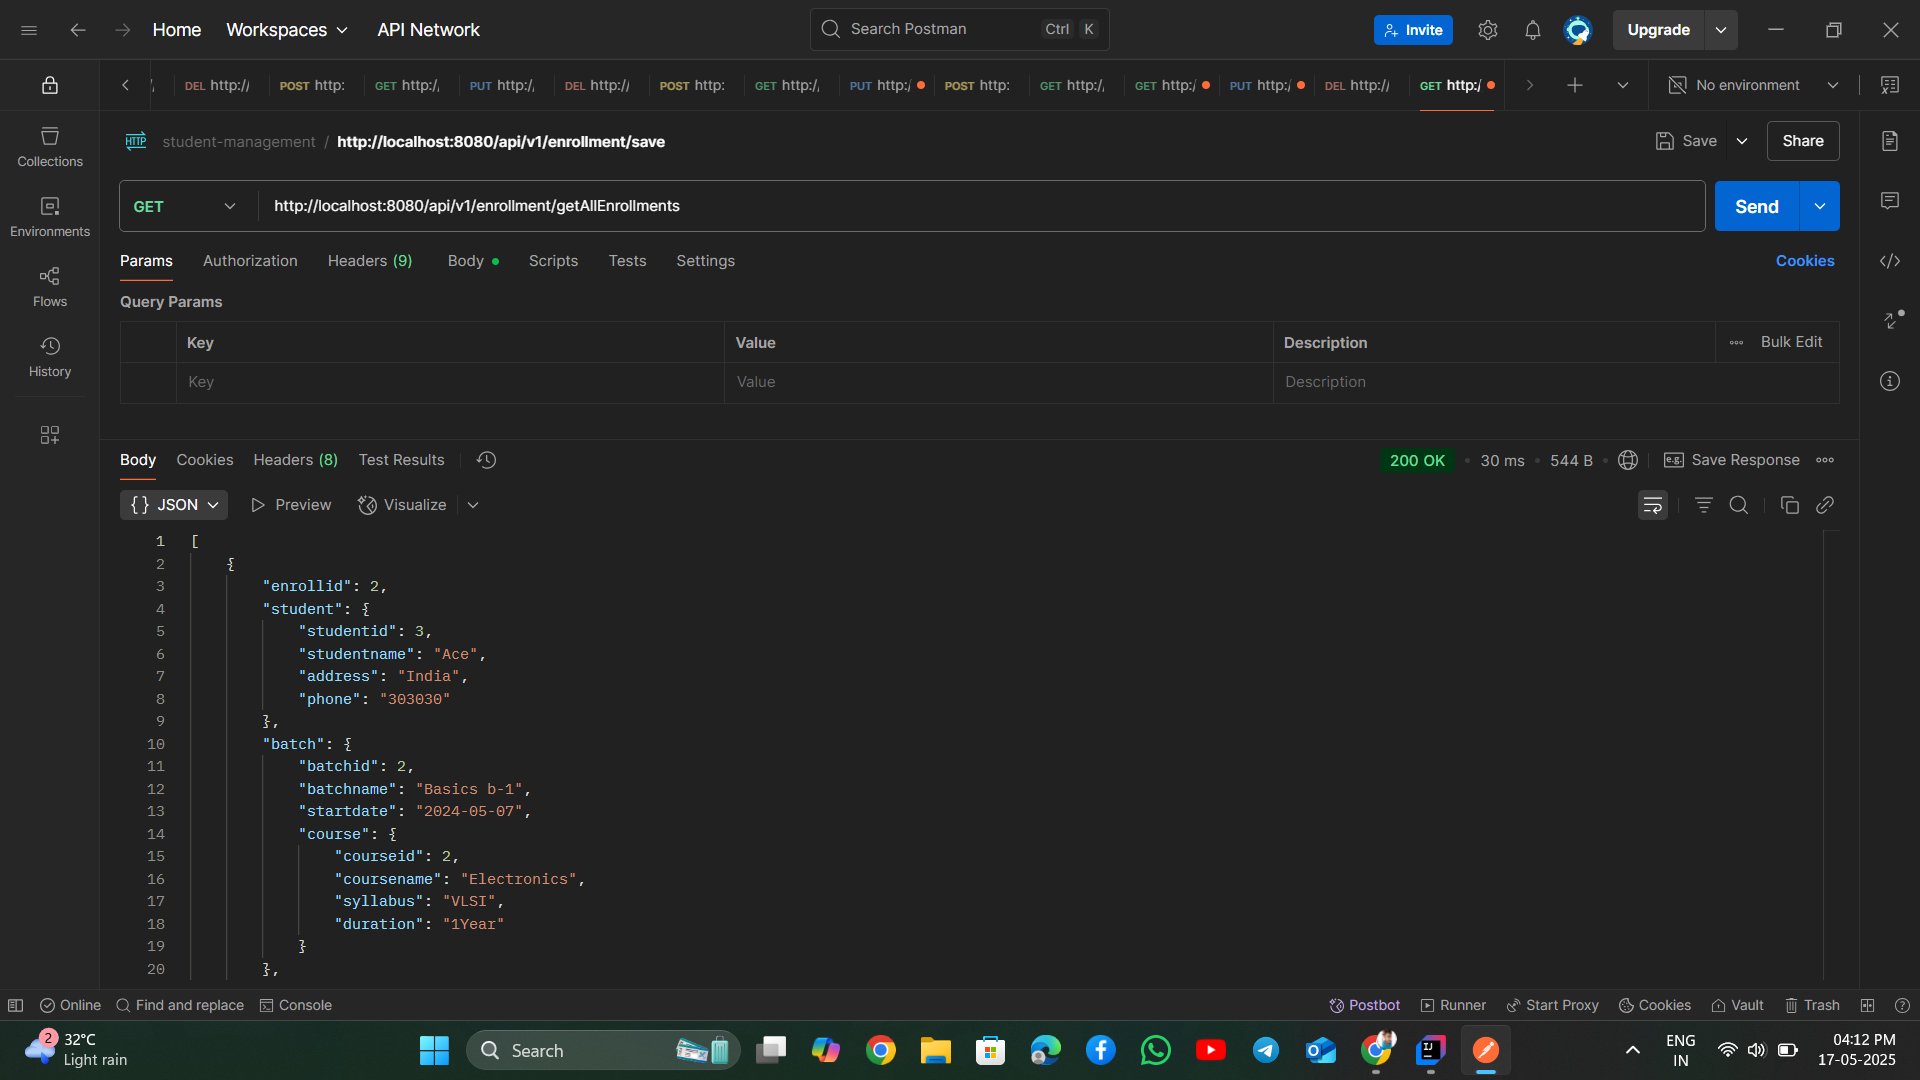 Home Workspaces API Network Search Postman Ctrl K Invite Upgrade
DEL http:// POST http: GET http:// PUT http:/ DEL http:// POST http: GET http:// PUT http:/ POST http: GET http:// GET http:/ PUT http:/ DEL http:// GET http:/ No environment
HTTP student-management / http://localhost:8080/api/v1/enrollment/save Save Share
Collections
Environments
Flows
History
GET http://localhost:8080/api/v1/enrollment/getAllEnrollments Send
Params Authorization Headers (9) Body Scripts Tests Settings Cookies
Query Params
Key Value Description Bulk Edit
Key Value Description
Body Cookies Headers (8) Test Results 200 OK • 30 ms • 544 B • e.g. Save Response
{} JSON Preview Visualize
1 [
2 {
3 "enrollid": 2,
4 "student": {
5 "studentid": 3,
6 "studentname": "Ace",
7 "address": "India",
8 "phone": "303030"
9 },
10 "batch": {
11 "batchid": 2,
12 "batchname": "Basics b-1",
13 "startdate": "2024-05-07",
14 "course": {
15 "courseid": 2,
16 "coursename": "Electronics",
17 "syllabus": "VLSI",
18 "duration": "1Year"
19 }
20 },
Online Find and replace Console Postbot Runner Start Proxy Cookies Vault Trash
2 32°C
Light rain
Search
ENG
IN
04:12 PM
17-05-2025